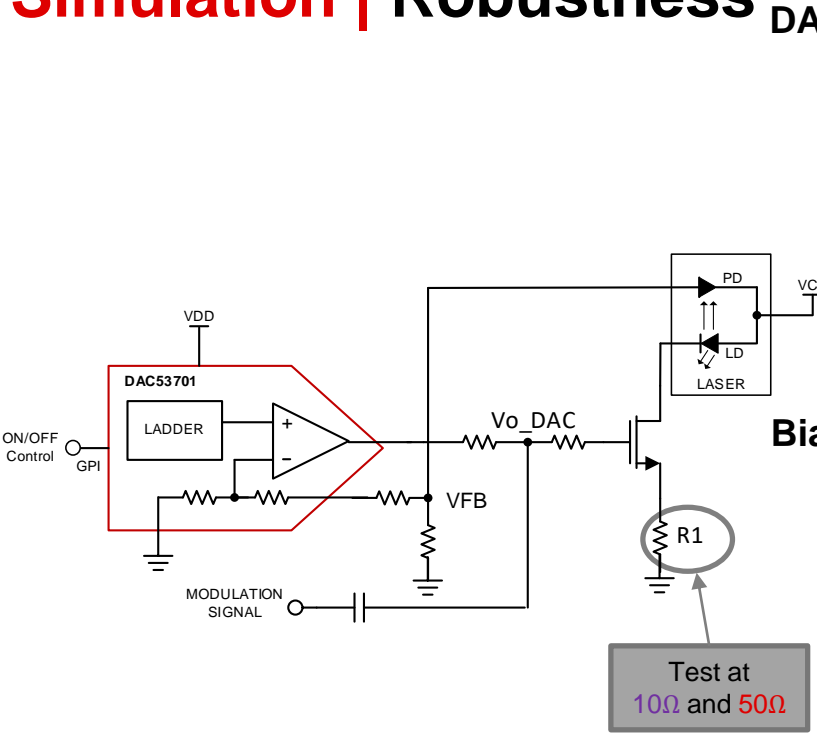 Simulation | Robustness DA
PD
VC
VDD
LD
DAC53701
LASER
LADDER
+
−
Vo_DAC
ON/OFF
Control
GPI
Bia
VFB
R1
MODULATION
SIGNAL
Test at
10Ω and 50Ω